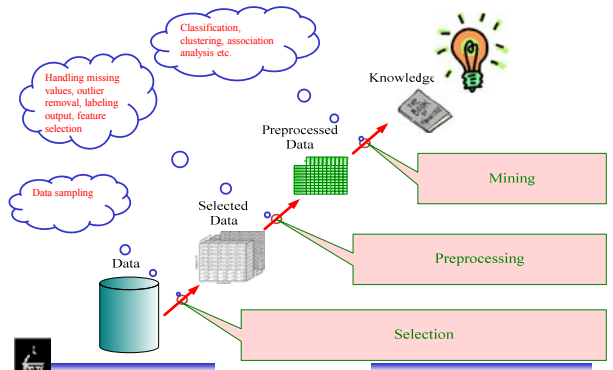 Classification,
clustering, association
analysis etc.
Handling missing
values, outlier
removal, labeling
output, feature
selection
Knowledge
Preprocessed
Data
Mining
Data sampling
Selected
Data
Preprocessing
Data
Selection